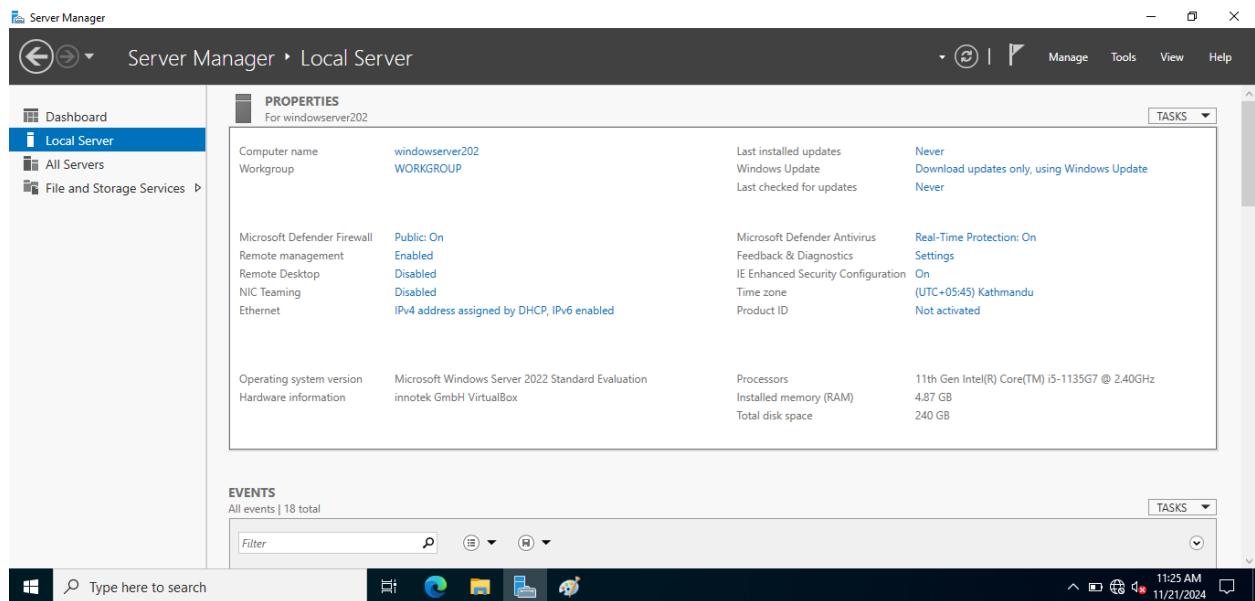 Server Manager
Server Manager ‣ Local Server
Manage Tools View Help
Dashboard
Local Server
All Servers
File and Storage Services
PROPERTIES
For windowserver202
TASKS
Computer name windowserver202
Workgroup WORKGROUP
Last installed updates Never
Windows Update Download updates only, using Windows Update
Last checked for updates Never
Microsoft Defender Firewall Public: On
Remote management Enabled
Remote Desktop Disabled
NIC Teaming Disabled
Ethernet IPv4 address assigned by DHCP, IPv6 enabled
Microsoft Defender Antivirus Real-Time Protection: On
Feedback & Diagnostics Settings
IE Enhanced Security Configuration On
Time zone (UTC+05:45) Kathmandu
Product ID Not activated
Operating system version Microsoft Windows Server 2022 Standard Evaluation
Hardware information innotek GmbH VirtualBox
Processors 11th Gen Intel(R) Core(TM) i5-1135G7 @ 2.40GHz
Installed memory (RAM) 4.87 GB
Total disk space 240 GB
EVENTS
All events | 18 total
TASKS
Filter
Type here to search
11:25 AM
11/21/2024